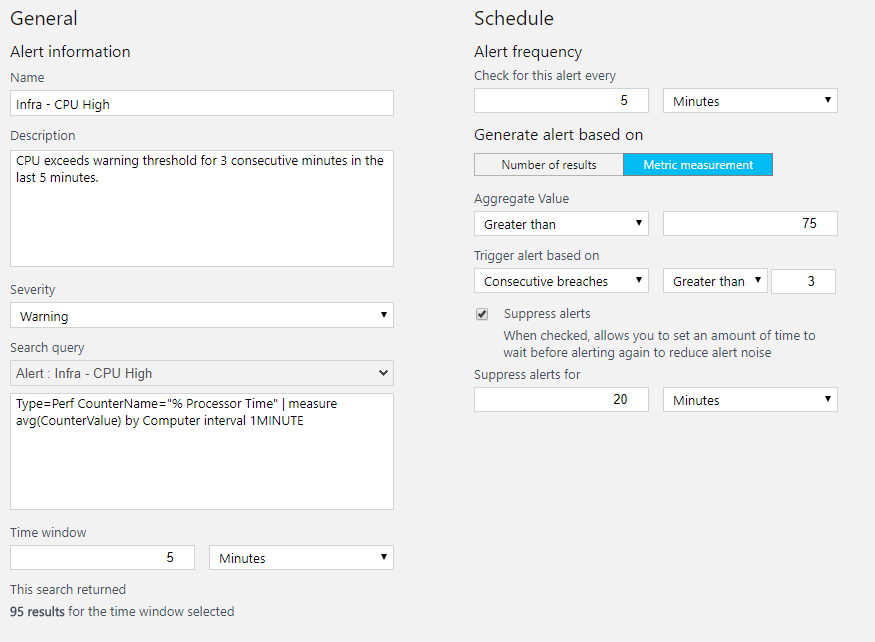 General
Alert information
Name
Infra - CPU High
Description
CPU exceeds warning threshold for 3 consecutive minutes in the
last 5 minutes.
Severity
Warning
Search query
Alert : Infra - CPU High
Type=Perf CounterName="% Processor Time" | measure
avg(CounterValue) by Computer interval 1MINUTE
Time window
5 Minutes
This search returned
95 results for the time window selected
Schedule
Alert frequency
Check for this alert every
5 Minutes
Generate alert based on
Number of results Metric measurement
Aggregate Value
Greater than 75
Trigger alert based on
Consecutive breaches Greater than 3
Suppress alerts
When checked, allows you to set an amount of time to
wait before alerting again to reduce alert noise
Suppress alerts for
20 Minutes